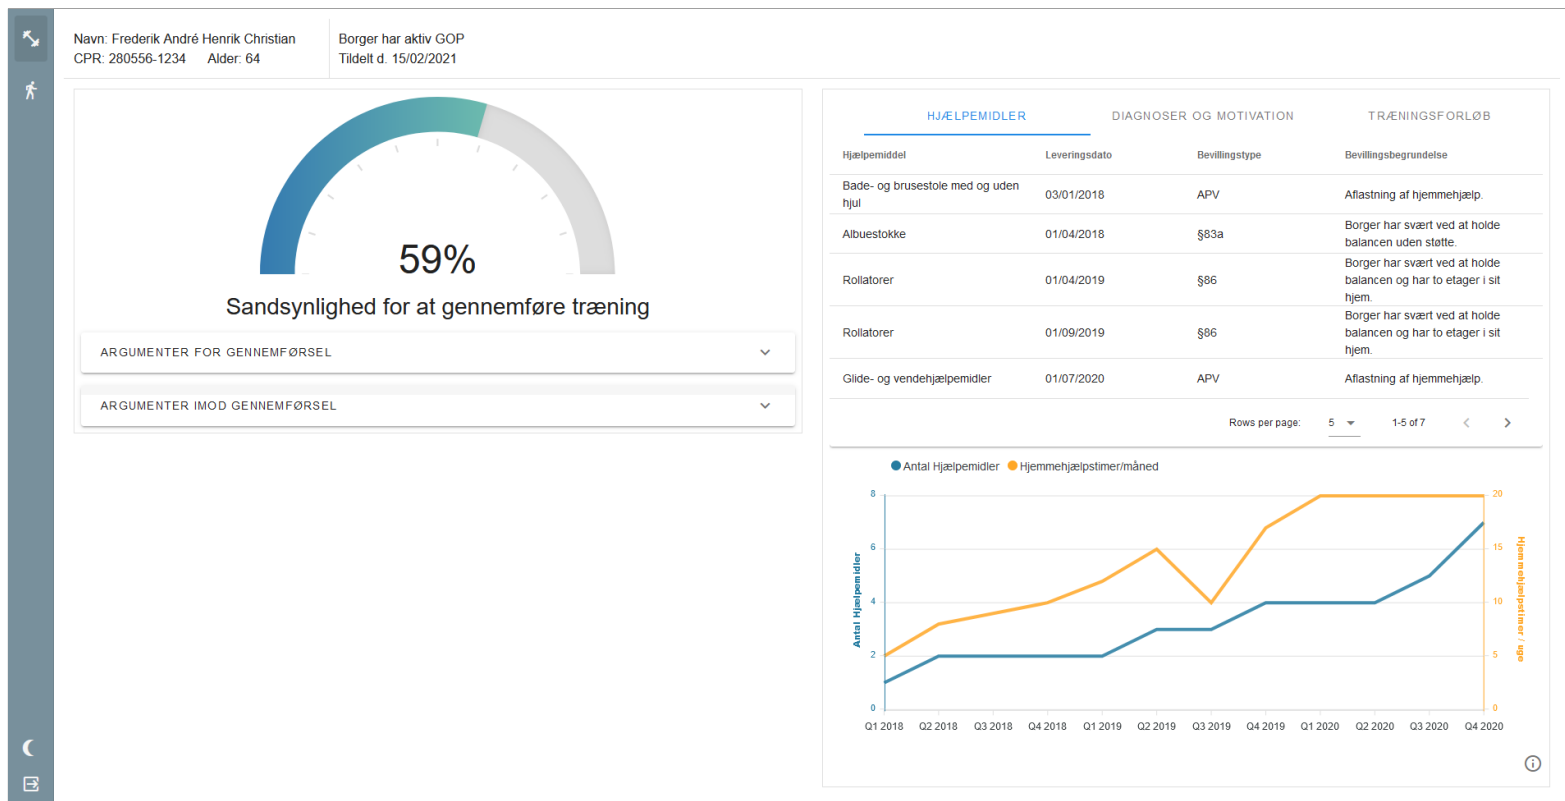 Navn: Frederik André Henrik Christian
CPR: 280556-1234 Alder: 64
Borger har aktiv GOP
Tildelt d. 15/02/2021
59%
Sandsynlighed for at gennemføre træning
ARGUMENTER FOR GENNEMFØRSEL
ARGUMENTER IMOD GENNEMFØRSEL
HJÆLPEMIDLER DIAGNOSER OG MOTIVATION TRÆNINGSFORLØB
Hjælpemiddel Leveringsdato Bevillingstype Bevillingsbegrundelse
Bade- og brusestole med og uden
hjul
03/01/2018 APV Aflastning af hjemmehjælp.
Albuestokke 01/04/2018 §83a
Borger har svært ved at holde
balancen uden støtte.
Rollatorer 01/04/2019 §86
Borger har svært ved at holde
balancen og har to etager i sit
hjem.
Rollatorer 01/09/2019 §86
Borger har svært ved at holde
balancen og har to etager i sit
hjem.
Glide- og vendehjælpemidler 01/07/2020 APV Aflastning af hjemmehjælp.
Rows per page: 5 1-5 of 7
Antal Hjælpemidler Hjemmehjælpstimer/måned
Antal Hjælpemidler
8
6
4
2
0
20
15
10
5
0
Hjemmehjælpstimer / uge
Q1 2018 Q2 2018 Q3 2018 Q4 2018 Q1 2019 Q2 2019 Q3 2019 Q4 2019 Q1 2020 Q2 2020 Q3 2020 Q4 2020